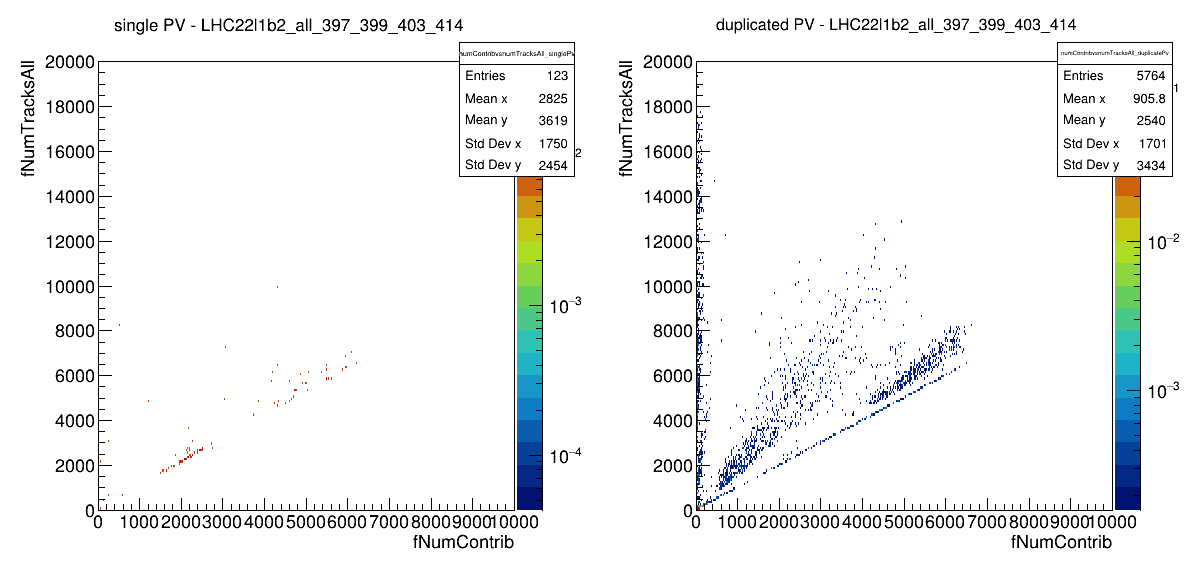 single PV - LHC22l1b2_all_397_399_403_414
numContribvsnumTracksAll_singlePv
Entries 123
Mean x 2825
Mean y 3619
Std Dev x 1750
Std Dev y 2454
fNumTracksAll
20000
18000
16000
14000
12000
10000
8000
6000
4000
2000
0
0 1000 2000 3000 4000 5000 6000 7000 8000 9000 10000
fNumContrib
2
10−3
10−4
duplicated PV - LHC22l1b2_all_397_399_403_414
numContribvsnumTracksAll_duplicatePv
Entries 5764
Mean x 905.8
Mean y 2540
Std Dev x 1701
Std Dev y 3434
fNumTracksAll
20000
18000
16000
14000
12000
10000
8000
6000
4000
2000
0
0 1000 2000 3000 4000 5000 6000 7000 8000 9000 10000
fNumContrib
1
10−2
10−3